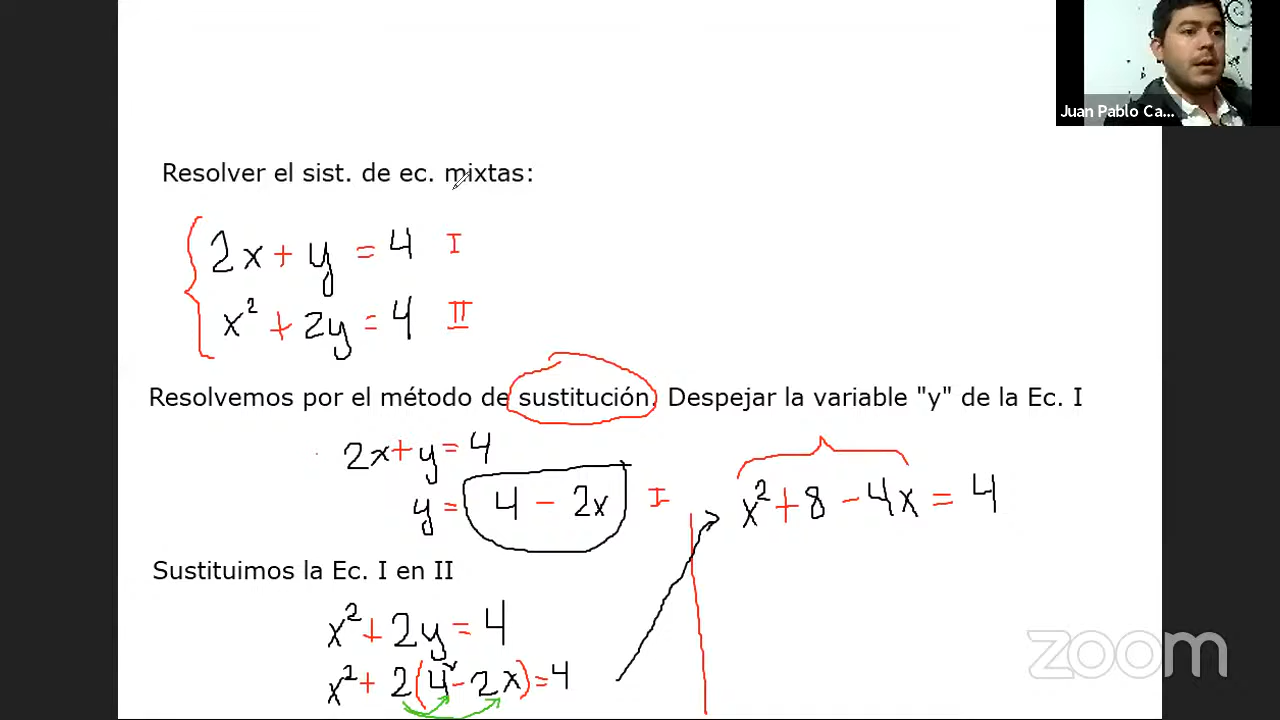 Juan Pablo Ca...
Resolver el sist. de ec. mixtas:
2x + y = 4 I
x² + 2y = 4 II
Resolvemos por el método de sustitución. Despejar la variable "y" de la Ec. I
2x + y = 4
y = 4 - 2x I
Sustituimos la Ec. I en II
x² + 2y = 4
x² + 2(4 - 2x) = 4
x² + 8 - 4x = 4
zoom